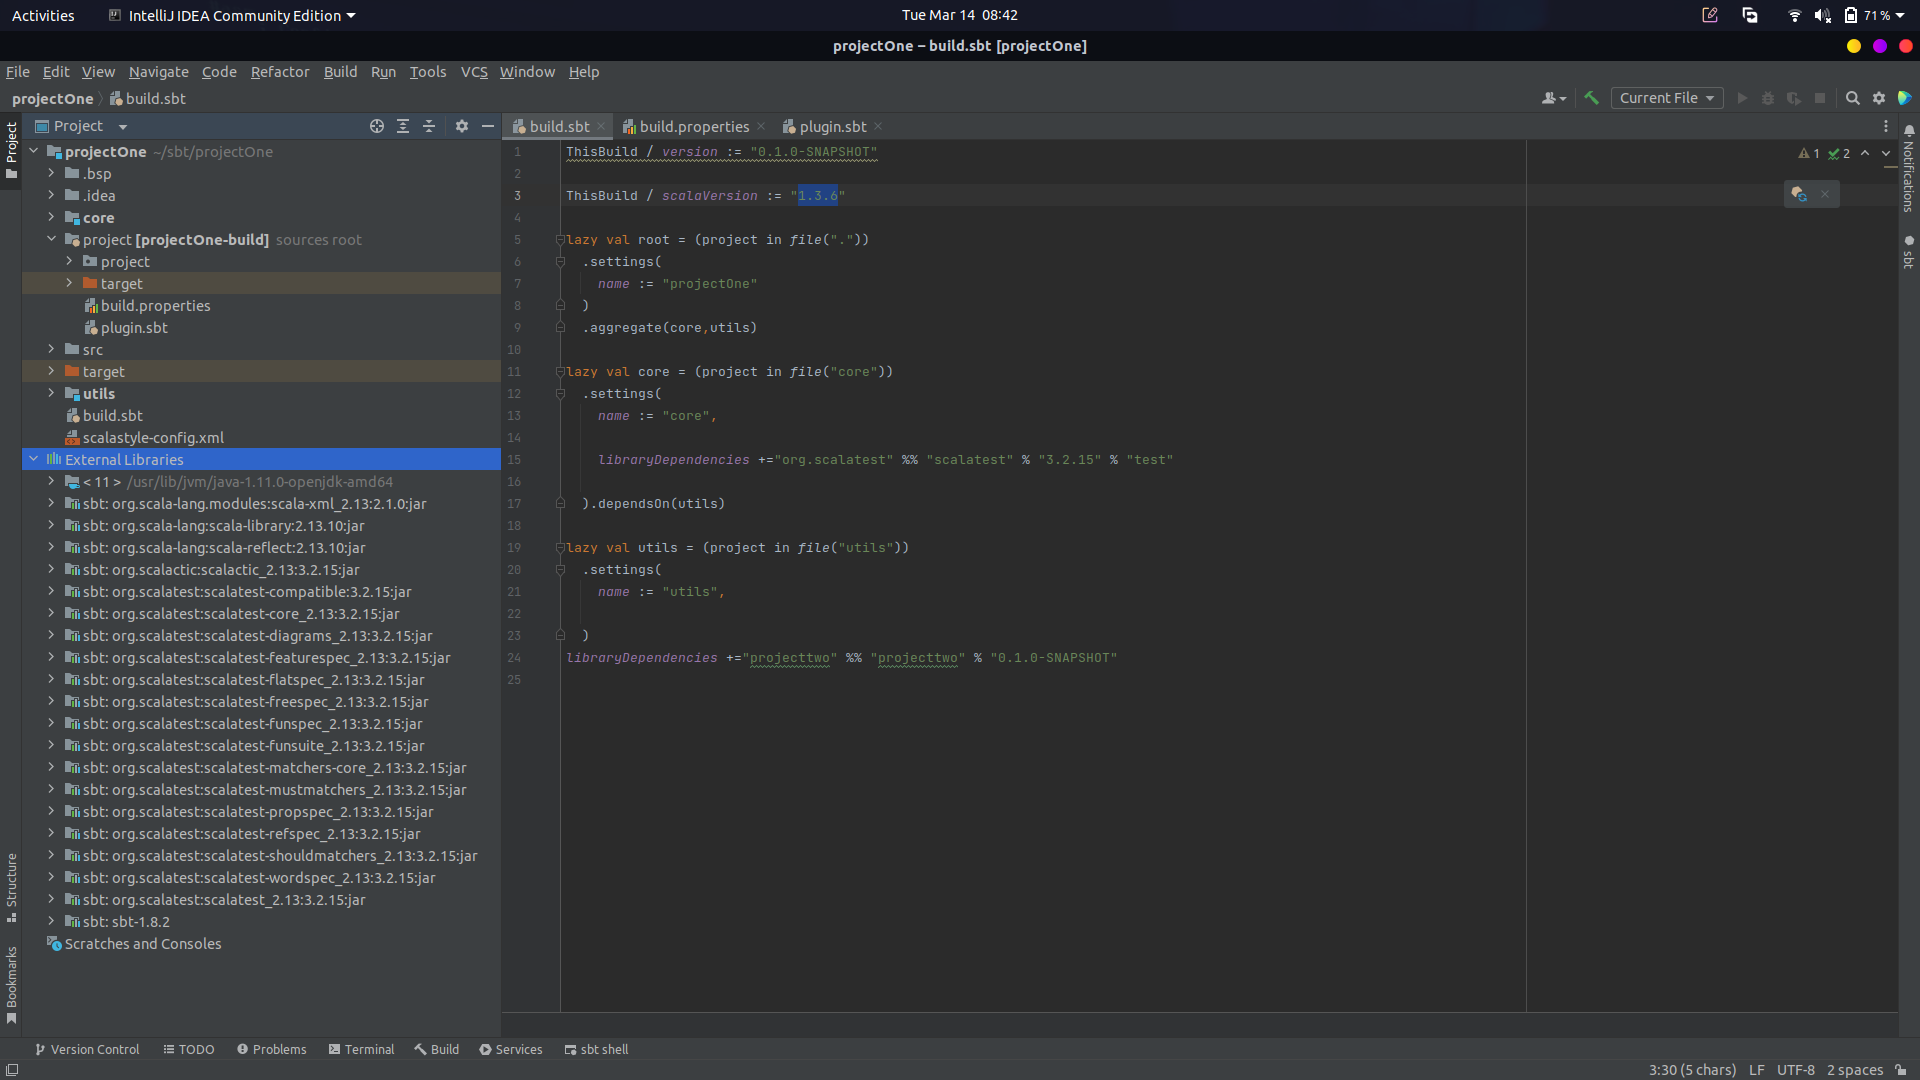 Activities IntelliJ IDEA Community Edition Tue Mar 14 08:42 71 %
projectOne – build.sbt [projectOne]
File Edit View Navigate Code Refactor Build Run Tools VCS Window Help
projectOne build.sbt Current File
Project
build.sbt build.properties plugin.sbt
projectOne ~/sbt/projectOne
.bsp
.idea
core
project [projectOne-build] sources root
project
target
build.properties
plugin.sbt
src
target
utils
build.sbt
scalastyle-config.xml
External Libraries
< 11 > /usr/lib/jvm/java-1.11.0-openjdk-amd64
sbt: org.scala-lang.modules:scala-xml_2.13:2.1.0:jar
sbt: org.scala-lang:scala-library:2.13.10:jar
sbt: org.scala-lang:scala-reflect:2.13.10:jar
sbt: org.scalactic:scalactic_2.13:3.2.15:jar
sbt: org.scalatest:scalatest-compatible:3.2.15:jar
sbt: org.scalatest:scalatest-core_2.13:3.2.15:jar
sbt: org.scalatest:scalatest-diagrams_2.13:3.2.15:jar
sbt: org.scalatest:scalatest-featurespec_2.13:3.2.15:jar
sbt: org.scalatest:scalatest-flatspec_2.13:3.2.15:jar
sbt: org.scalatest:scalatest-freespec_2.13:3.2.15:jar
sbt: org.scalatest:scalatest-funspec_2.13:3.2.15:jar
sbt: org.scalatest:scalatest-funsuite_2.13:3.2.15:jar
sbt: org.scalatest:scalatest-matchers-core_2.13:3.2.15:jar
sbt: org.scalatest:scalatest-mustmatchers_2.13:3.2.15:jar
sbt: org.scalatest:scalatest-propspec_2.13:3.2.15:jar
sbt: org.scalatest:scalatest-refspec_2.13:3.2.15:jar
sbt: org.scalatest:scalatest-shouldmatchers_2.13:3.2.15:jar
sbt: org.scalatest:scalatest-wordspec_2.13:3.2.15:jar
sbt: org.scalatest:scalatest_2.13:3.2.15:jar
sbt: sbt-1.8.2
Scratches and Consoles
1 ThisBuild / version := "0.1.0-SNAPSHOT"
2
3 ThisBuild / scalaVersion := "1.3.6"
4
5 lazy val root = (project in file("."))
6 .settings(
7 name := "projectOne"
8 )
9 .aggregate(core,utils)
10
11 lazy val core = (project in file("core"))
12 .settings(
13 name := "core",
14
15 libraryDependencies +="org.scalatest" %% "scalatest" % "3.2.15" % "test"
16
17 ).dependsOn(utils)
18
19 lazy val utils = (project in file("utils"))
20 .settings(
21 name := "utils",
22
23 )
24 libraryDependencies +="projecttwo" %% "projecttwo" % "0.1.0-SNAPSHOT"
25
1 2
Project
Structure
Bookmarks
Notifications
sbt
Version Control TODO Problems Terminal Build Services sbt shell
3:30 (5 chars) LF UTF-8 2 spaces